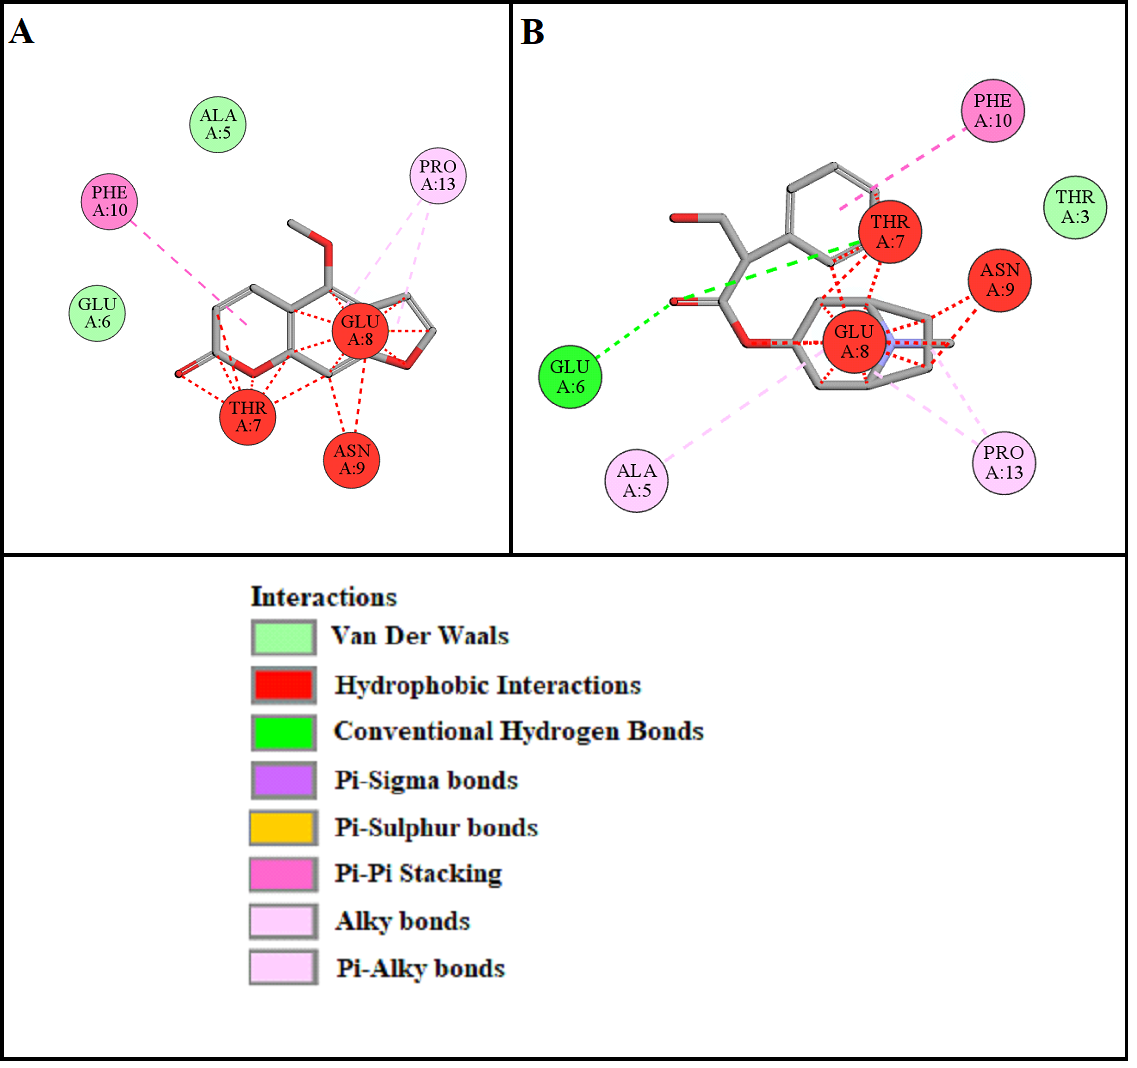 A
ALA
A:5
PHE
A:10
PRO
A:13
GLU
A:6
GLU
A:8
THR
A:7
ASN
A:9
B
PHE
A:10
THR
A:3
THR
A:7
ASN
A:9
GLU
A:8
GLU
A:6
ALA
A:5
PRO
A:13
Interactions
Van Der Waals
Hydrophobic Interactions
Conventional Hydrogen Bonds
Pi-Sigma bonds
Pi-Sulphur bonds
Pi-Pi Stacking
Alky bonds
Pi-Alky bonds